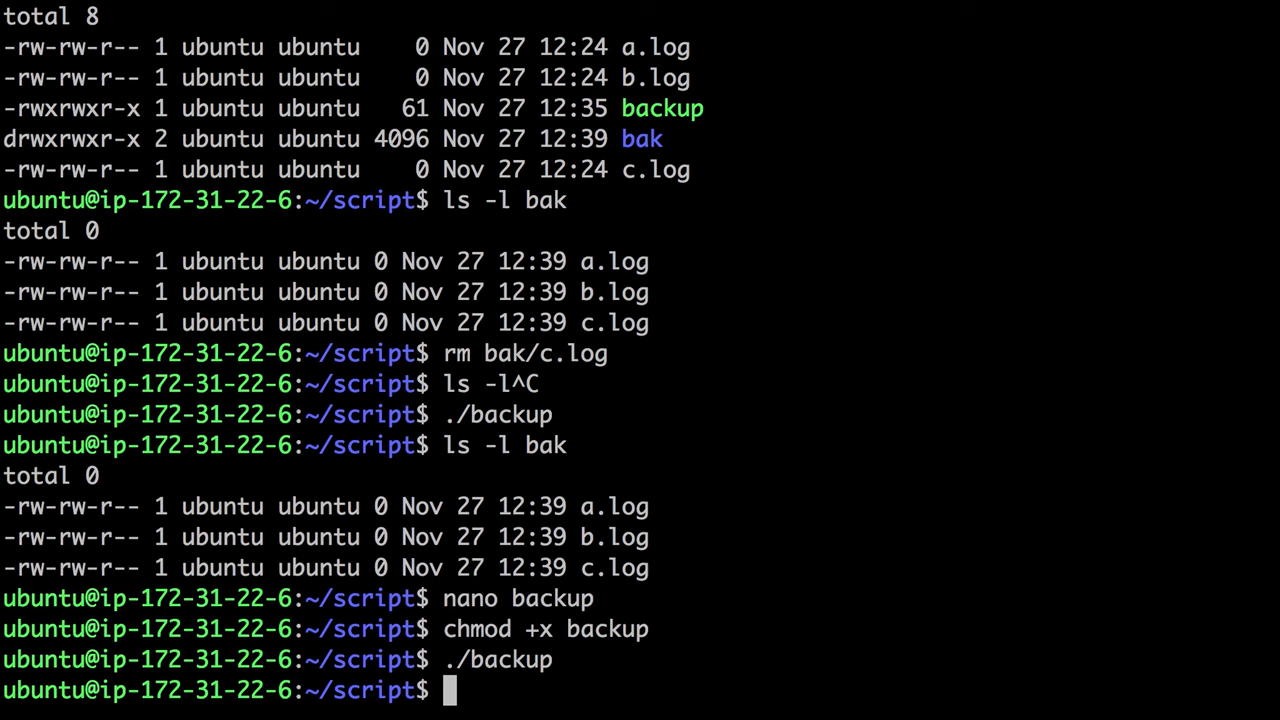 total 8
-rw-rw-r-- 1 ubuntu ubuntu    0 Nov 27 12:24 a.log
-rw-rw-r-- 1 ubuntu ubuntu    0 Nov 27 12:24 b.log
-rwxrwxr-x 1 ubuntu ubuntu   61 Nov 27 12:35 backup
drwxrwxr-x 2 ubuntu ubuntu 4096 Nov 27 12:39 bak
-rw-rw-r-- 1 ubuntu ubuntu    0 Nov 27 12:24 c.log
ubuntu@ip-172-31-22-6:~/script$ ls -l bak
total 0
-rw-rw-r-- 1 ubuntu ubuntu 0 Nov 27 12:39 a.log
-rw-rw-r-- 1 ubuntu ubuntu 0 Nov 27 12:39 b.log
-rw-rw-r-- 1 ubuntu ubuntu 0 Nov 27 12:39 c.log
ubuntu@ip-172-31-22-6:~/script$ rm bak/c.log
ubuntu@ip-172-31-22-6:~/script$ ls -l^C
ubuntu@ip-172-31-22-6:~/script$ ./backup
ubuntu@ip-172-31-22-6:~/script$ ls -l bak
total 0
-rw-rw-r-- 1 ubuntu ubuntu 0 Nov 27 12:39 a.log
-rw-rw-r-- 1 ubuntu ubuntu 0 Nov 27 12:39 b.log
-rw-rw-r-- 1 ubuntu ubuntu 0 Nov 27 12:39 c.log
ubuntu@ip-172-31-22-6:~/script$ nano backup
ubuntu@ip-172-31-22-6:~/script$ chmod +x backup
ubuntu@ip-172-31-22-6:~/script$ ./backup
ubuntu@ip-172-31-22-6:~/script$